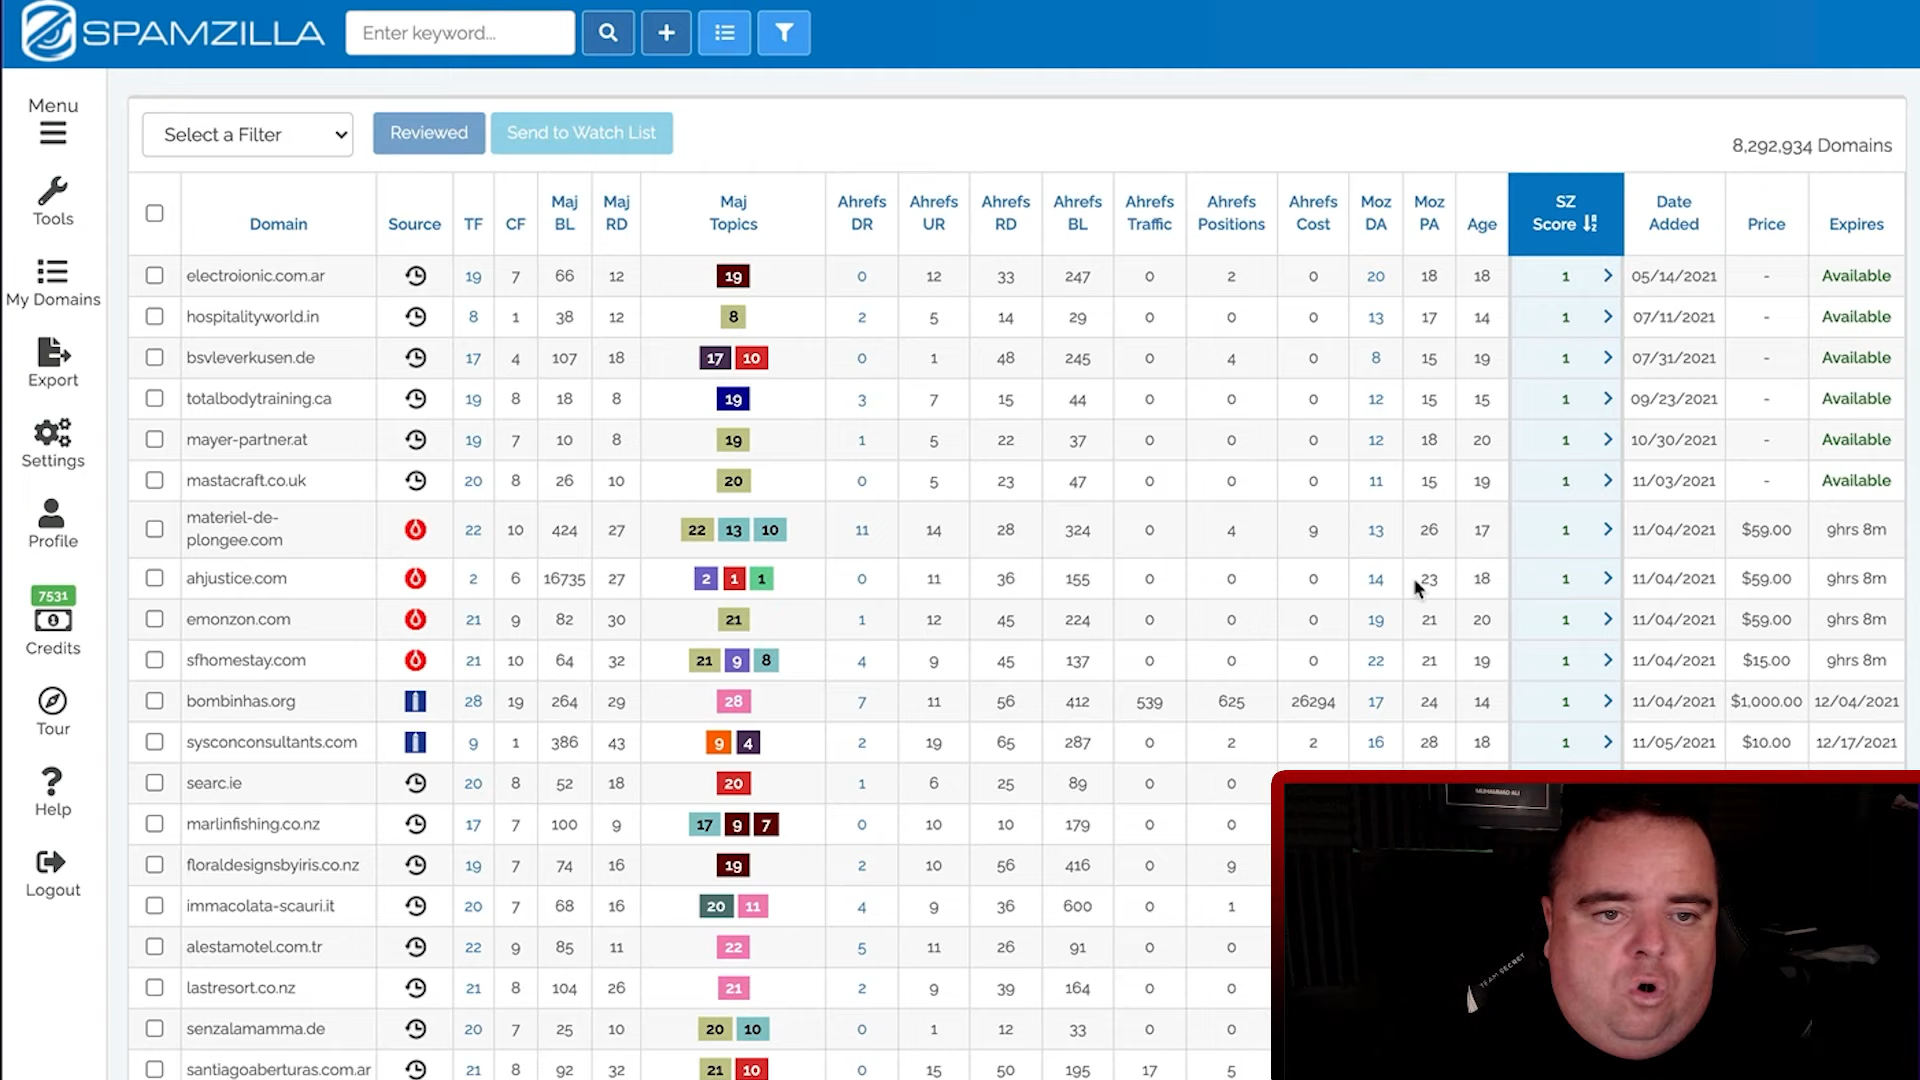 SPAMZILLA
Enter keyword...
Menu
Tools
My Domains
Export
Settings
Profile
7531
Credits
Tour
Help
Logout
Select a Filter
Reviewed
Send to Watch List
8,292,934 Domains
Domain Source TF CF Maj BL Maj RD Maj Topics Ahrefs DR Ahrefs UR Ahrefs RD Ahrefs BL Ahrefs Traffic Ahrefs Positions Ahrefs Cost Moz DA Moz PA Age SZ Score Date Added Price Expires
electroionic.com.ar 19 7 66 12 19 0 12 33 247 0 2 0 20 18 18 1 05/14/2021 - Available
hospitalityworld.in 8 1 38 12 8 2 5 14 29 0 0 0 13 17 14 1 07/11/2021 - Available
bsvleverkusen.de 17 4 107 18 17 10 0 1 48 245 0 4 0 8 15 19 1 07/31/2021 - Available
totalbodytraining.ca 19 8 18 8 19 3 7 15 44 0 0 0 12 15 15 1 09/23/2021 - Available
mayer-partner.at 19 7 10 8 19 1 5 22 37 0 0 0 12 18 20 1 10/30/2021 - Available
mastacraft.co.uk 20 8 26 10 20 0 5 23 47 0 0 0 11 15 19 1 11/03/2021 - Available
materiel-de-
plongee.com 22 10 424 27 22 13 10 11 14 28 324 0 4 9 13 26 17 1 11/04/2021 $59.00 9hrs 8m
ahjustice.com 2 6 16735 27 2 1 1 0 11 36 155 0 0 0 14 23 18 1 11/04/2021 $59.00 9hrs 8m
emonzon.com 21 9 82 30 21 1 12 45 224 0 0 0 19 21 20 1 11/04/2021 $59.00 9hrs 8m
sfhomestay.com 21 10 64 32 21 9 8 4 9 45 137 0 0 0 22 21 19 1 11/04/2021 $15.00 9hrs 8m
bombinhas.org 28 19 264 29 28 7 11 56 412 539 625 26294 17 24 14 1 11/04/2021 $1,000.00 12/04/2021
sysconconsultants.com 9 1 386 43 9 4 2 19 65 287 0 2 2 16 28 18 1 11/05/2021 $10.00 12/17/2021
searc.ie 20 8 52 18 20 1 6 25 89 0 0
marlinfishing.co.nz 17 7 100 9 17 9 7 0 10 10 179 0 0
floraldesignsbyiris.co.nz 19 7 74 16 19 2 10 56 416 0 9
immacolata-scauri.it 20 7 68 16 20 11 4 9 36 600 0 1
alestamotel.com.tr 22 9 85 11 22 5 11 26 91 0 0
lastresort.co.nz 21 8 104 26 21 2 9 39 164 0 0
senzalamamma.de 20 7 25 10 20 10 0 1 12 33 0 0
santiagoaberturas.com.ar 21 8 92 32 21 10 0 15 50 195 17 5
MUHAMMAD ALI
TEAM SECRET